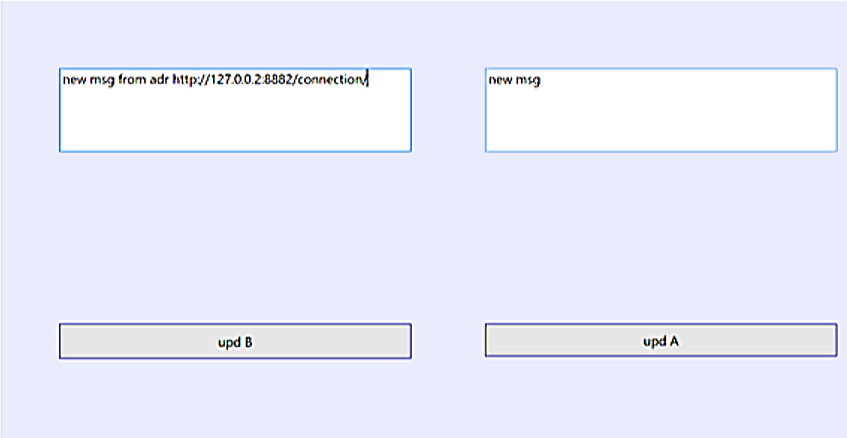 new msg from adr http://127.0.0.2:8882/connection/
new msg
upd B
upd A